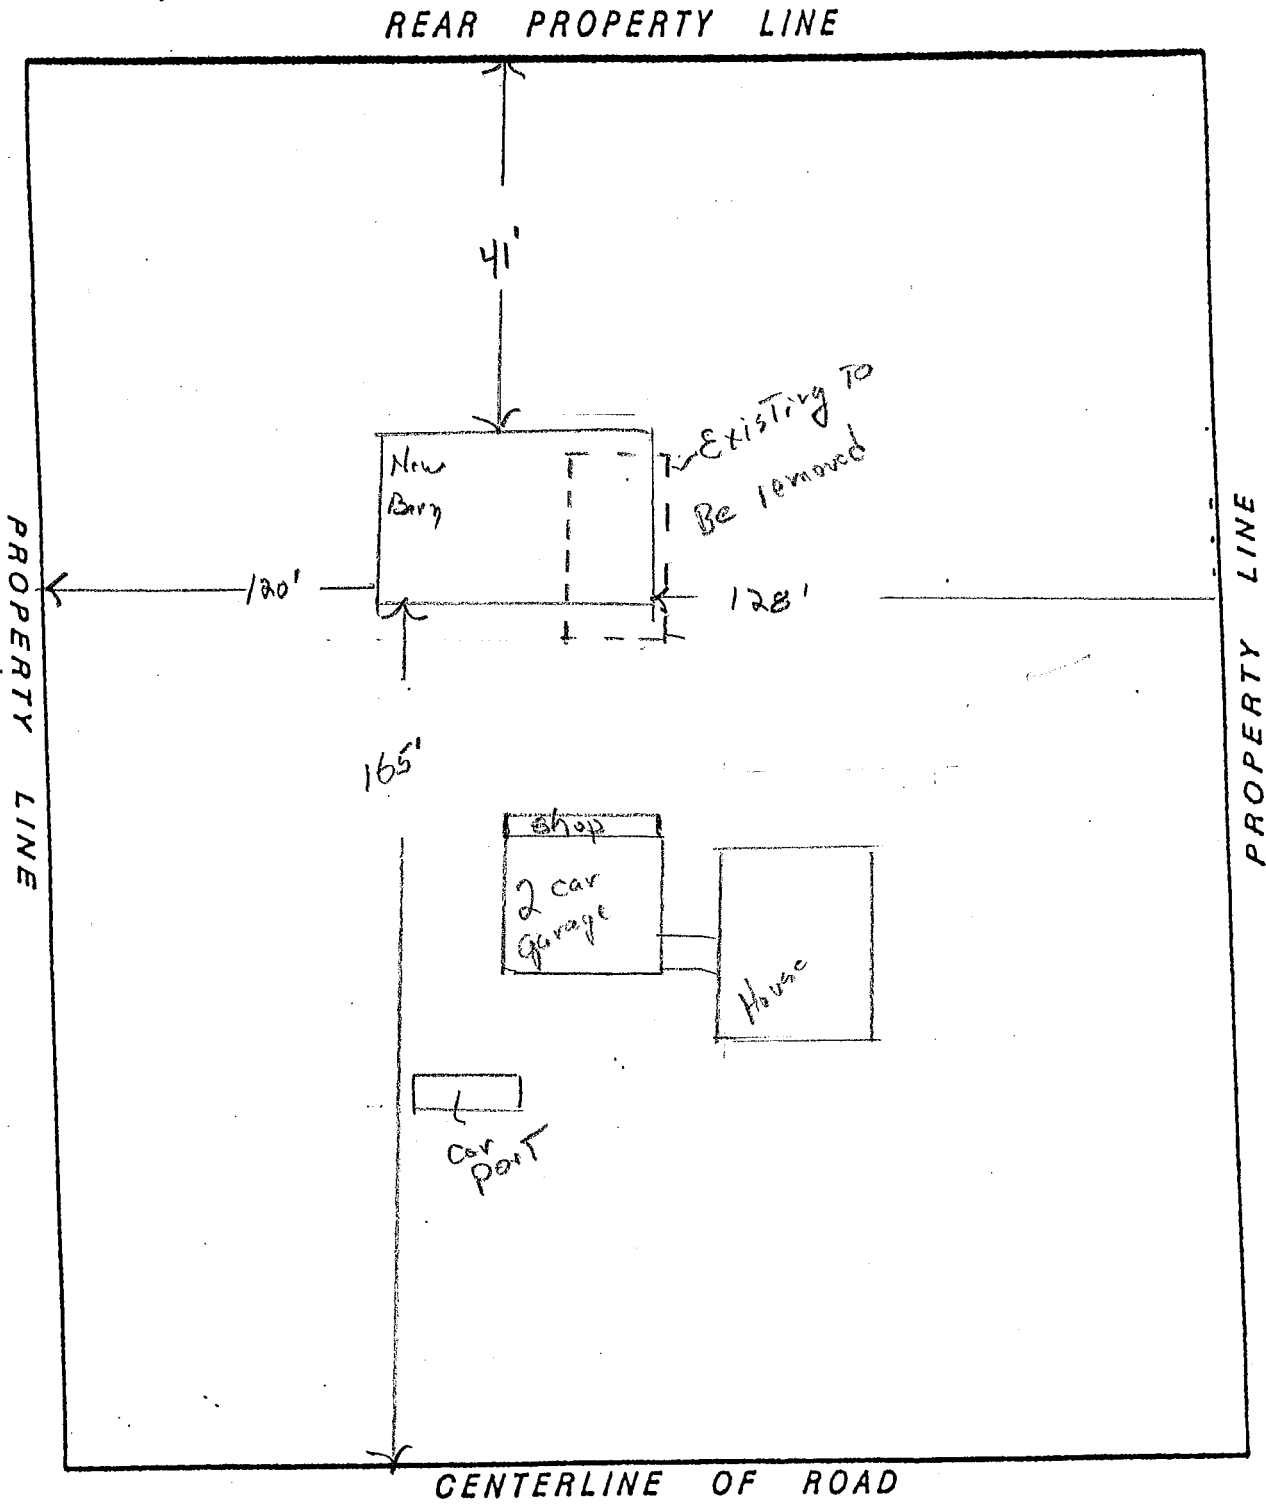 REAR PROPERTY LINE
41'
Existing To
Be removed
New
Barn
PROPERTY LINE
120'
128'
PROPERTY LINE
165'
shop
2 car
garage
House
Car
port
CENTERLINE OF ROAD